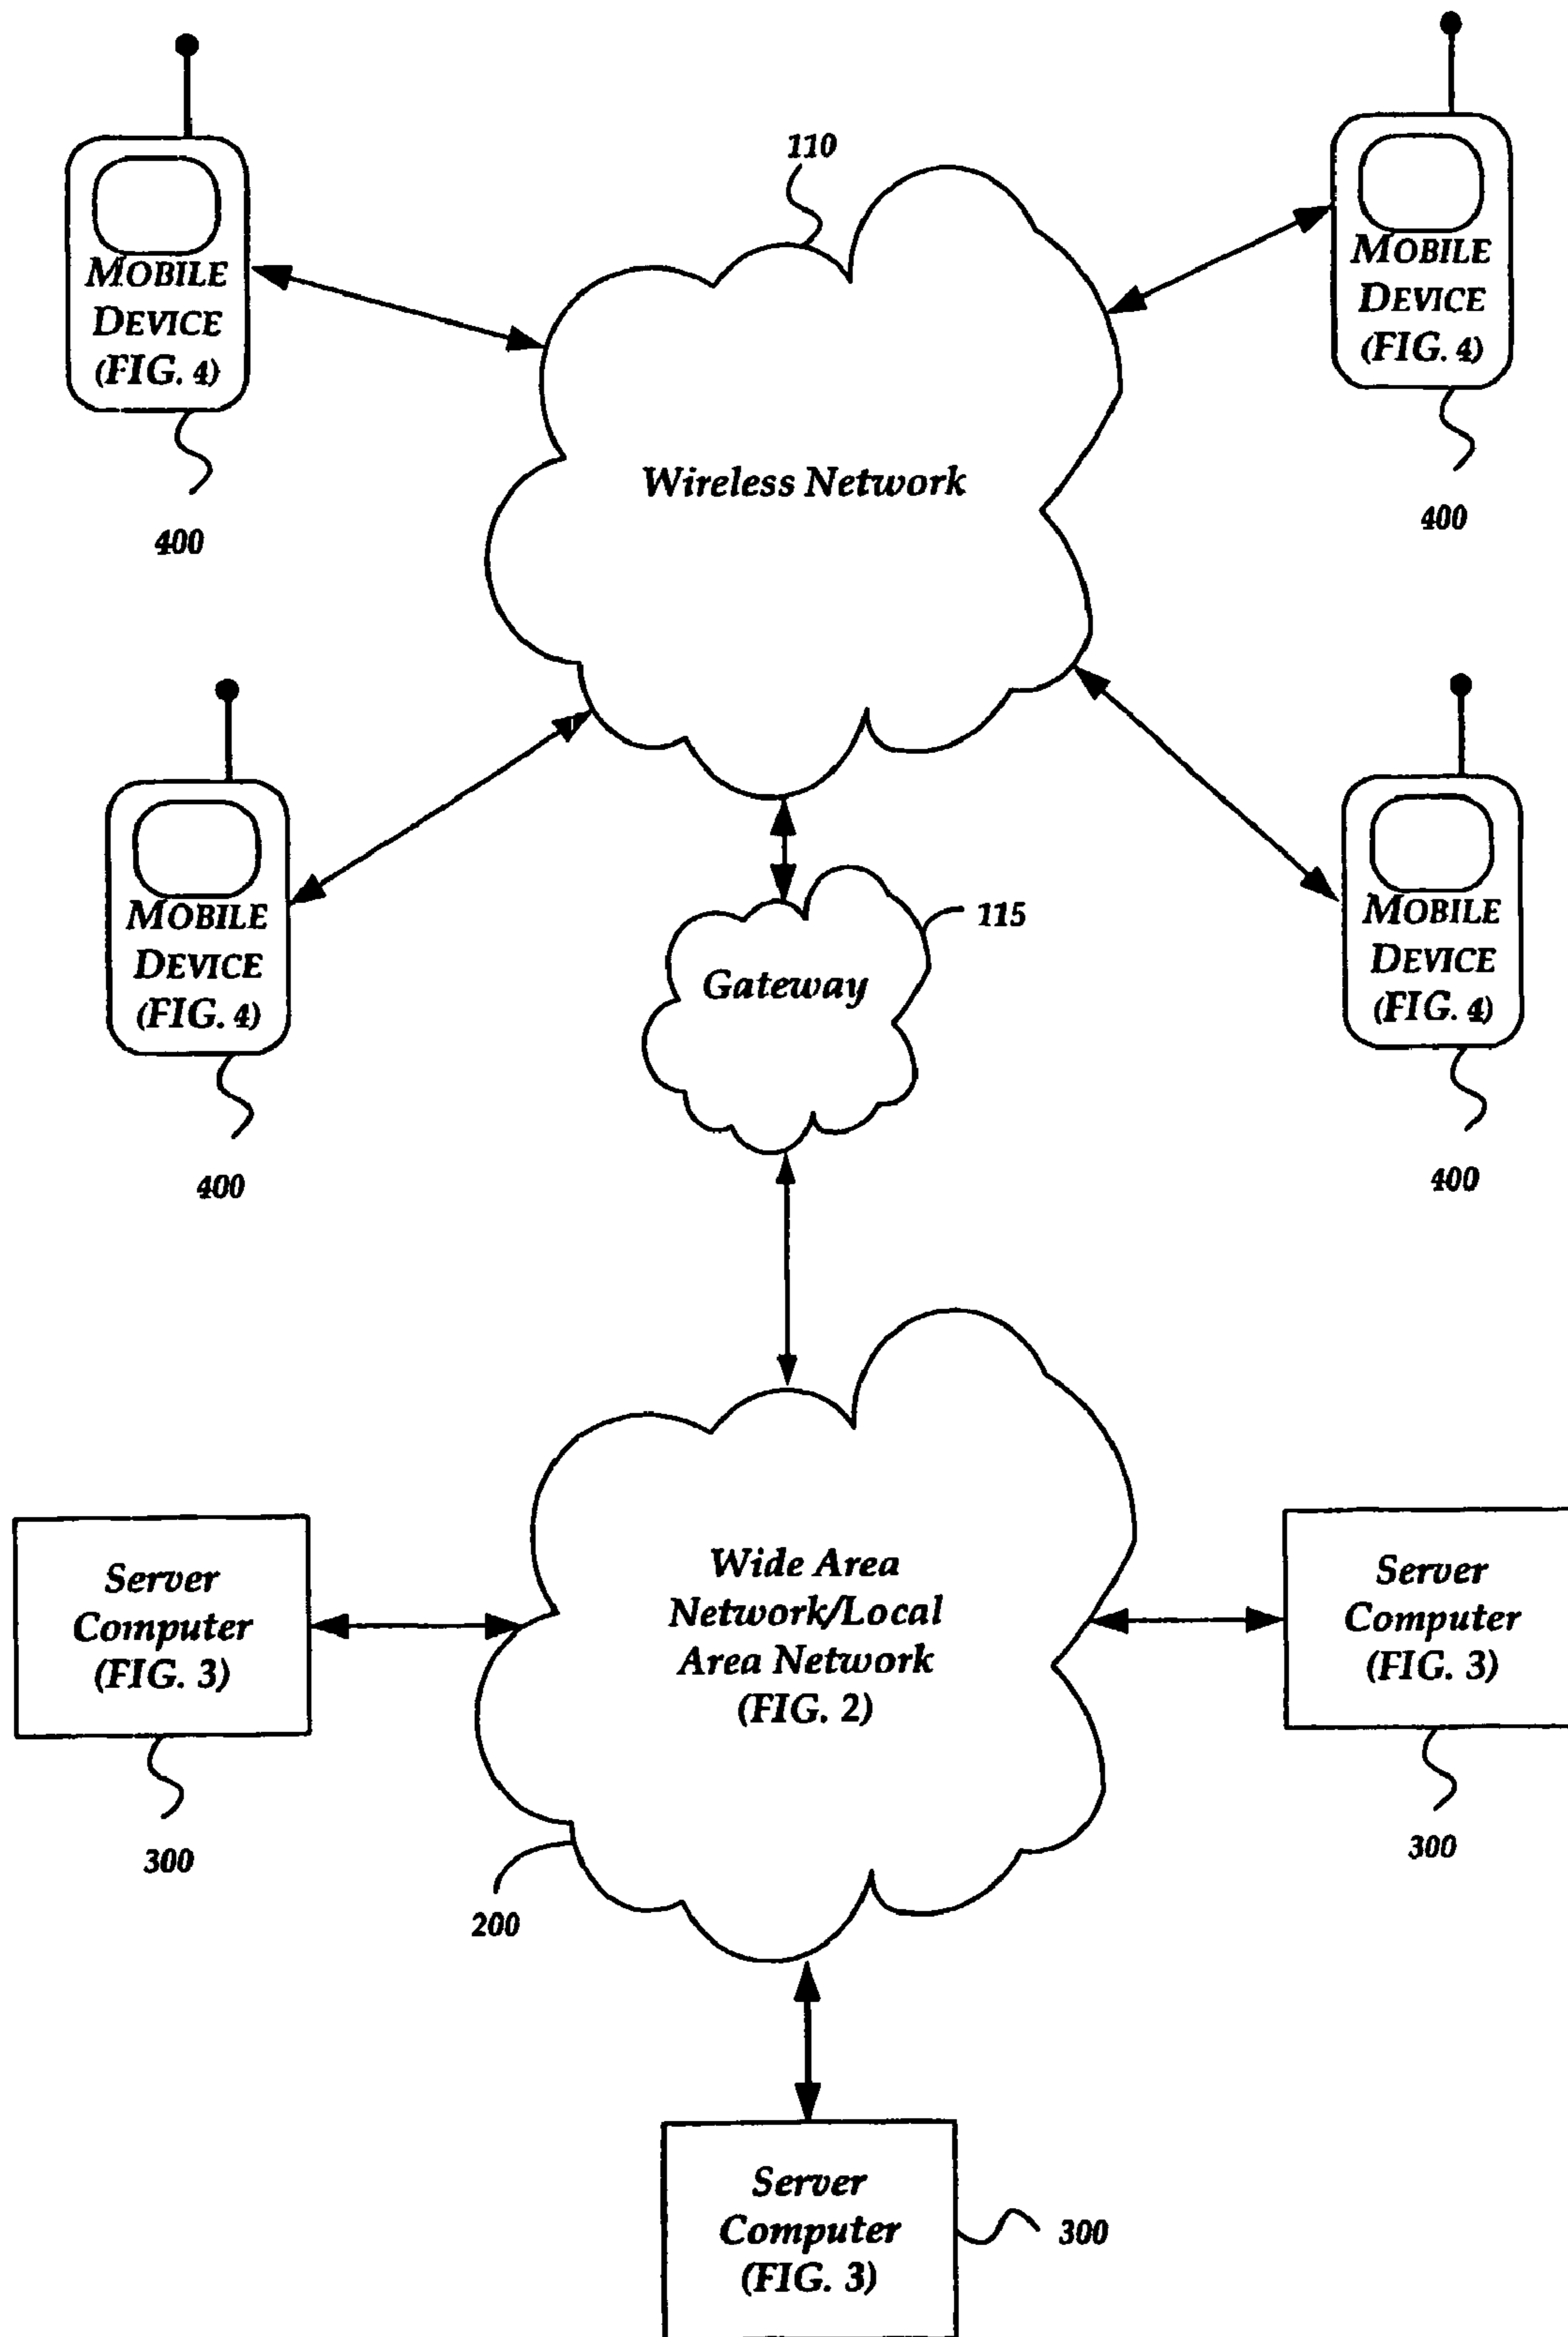 110
MOBILE
DEVICE
(FIG. 4)
400
MOBILE
DEVICE
(FIG. 4)
400
Wireless Network
MOBILE
DEVICE
(FIG. 4)
400
MOBILE
DEVICE
(FIG. 4)
400
115
Gateway
Wide Area
Network/Local
Area Network
(FIG. 2)
200
Server
Computer
(FIG. 3)
300
Server
Computer
(FIG. 3)
300
Server
Computer
(FIG. 3)
300